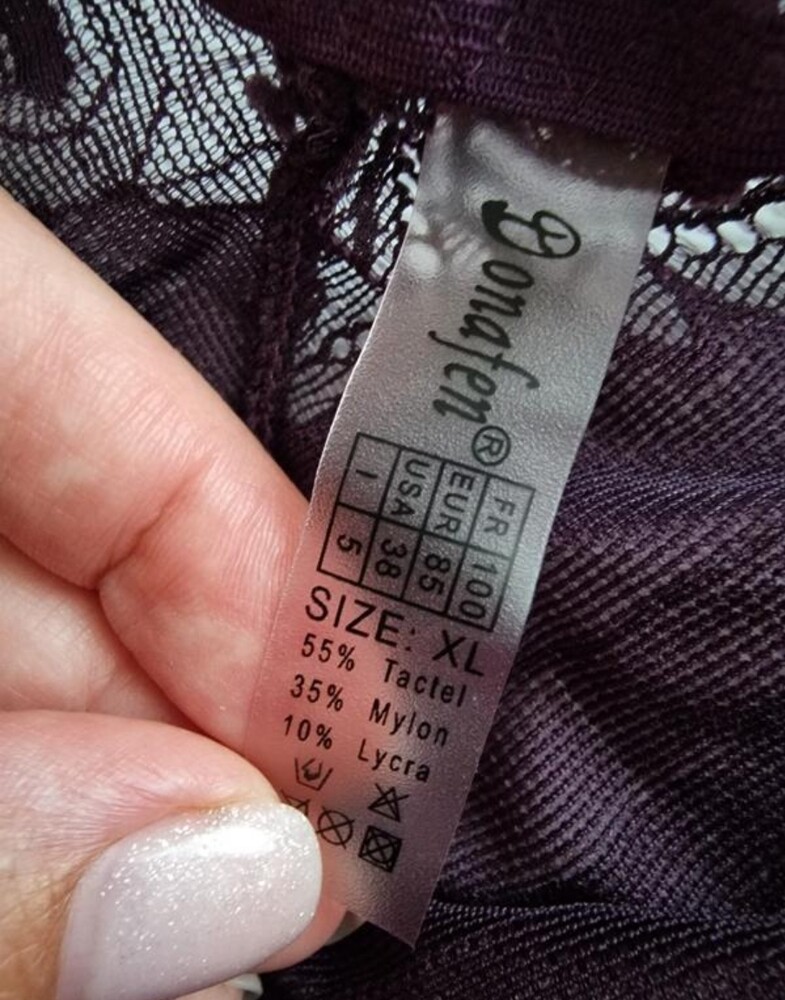 Donafen®
FR 100
EUR 85
USA 38
I 5
SIZE: XL
55% Tactel
35% Mylon
10% Lycra